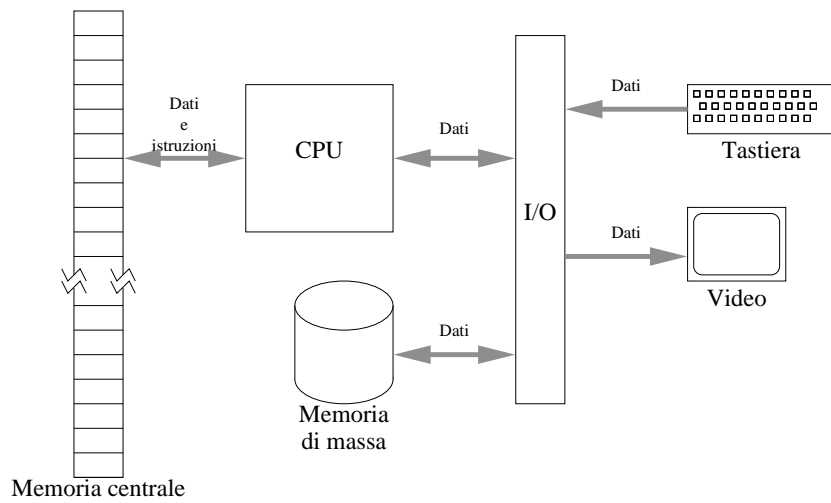 Dati
e
istruzioni
CPU
Dati
I/O
Dati
Tastiera
Dati
Video
Dati
Memoria
di massa
Memoria centrale